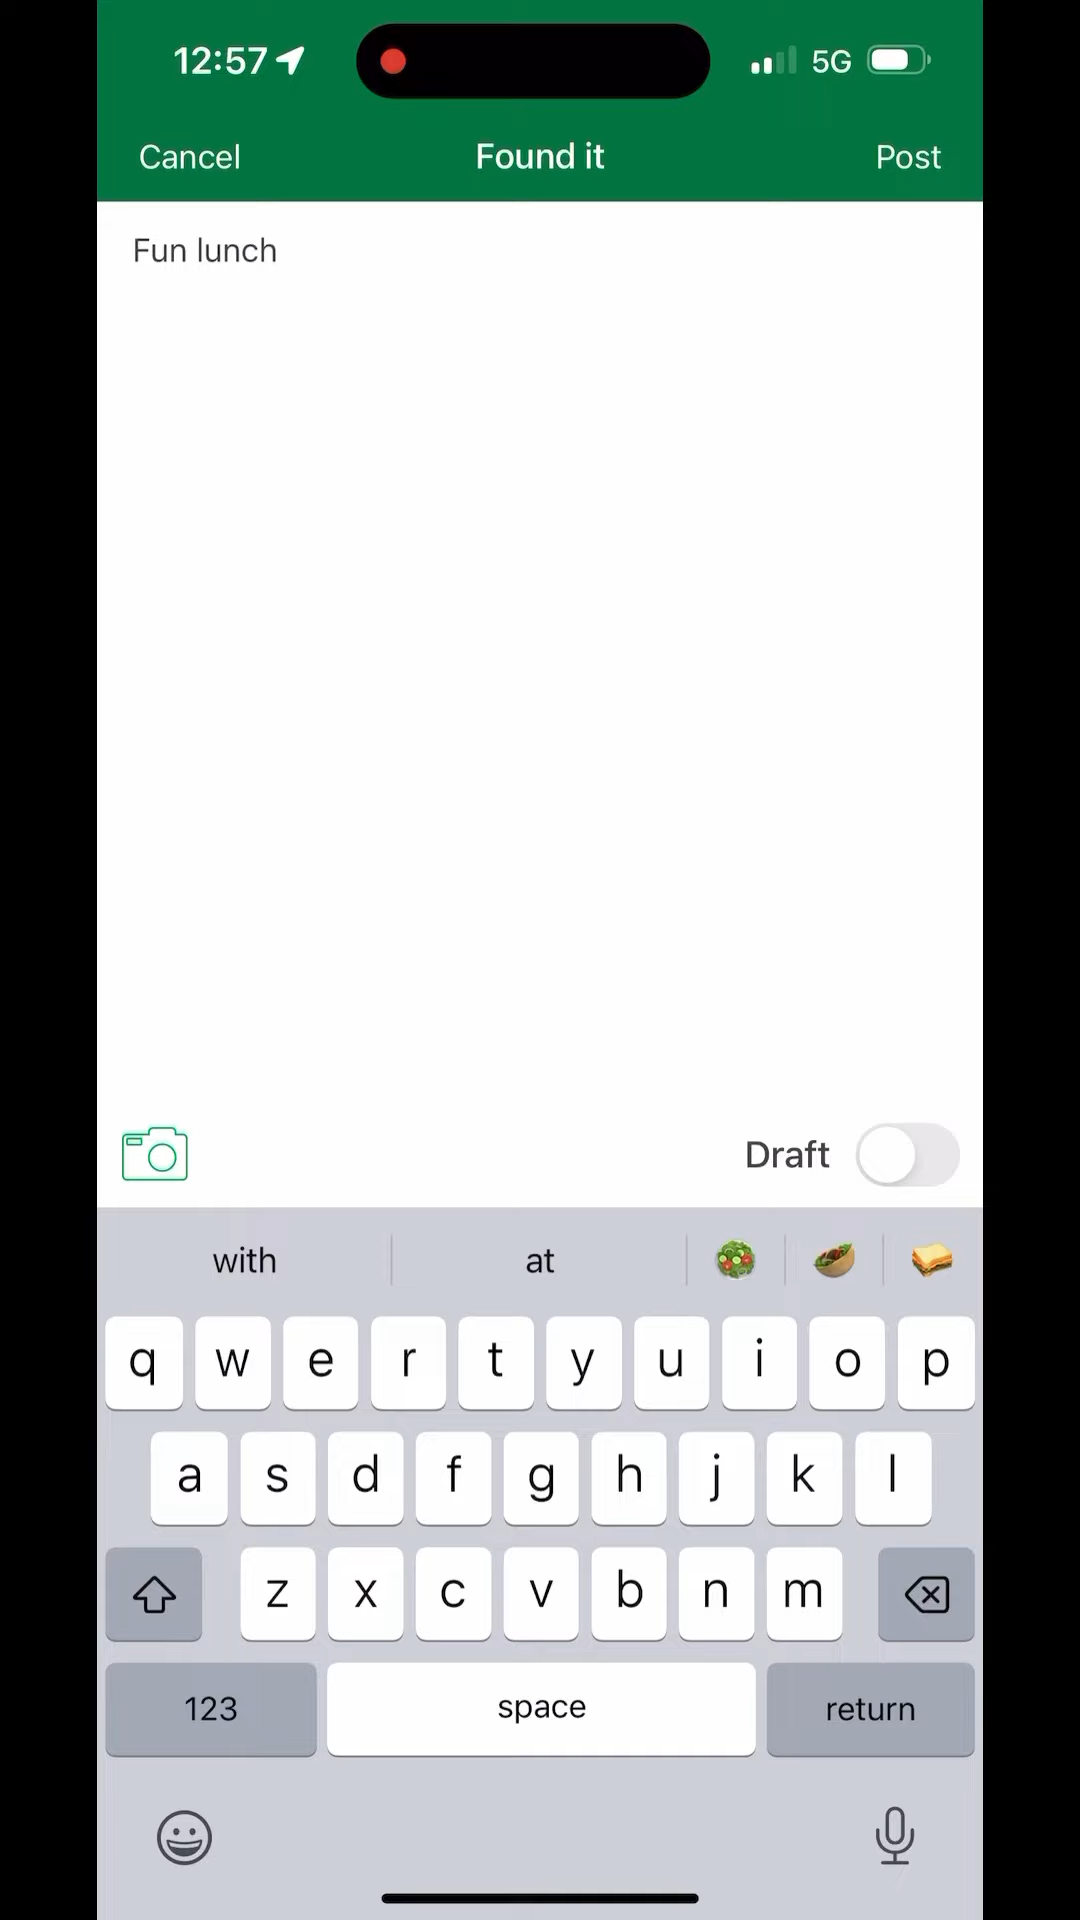 12:57 5G
Cancel Found it Post
Fun lunch
Draft
with at
q w e r t y u i o p
a s d f g h j k l
z x c v b n m
123 space return